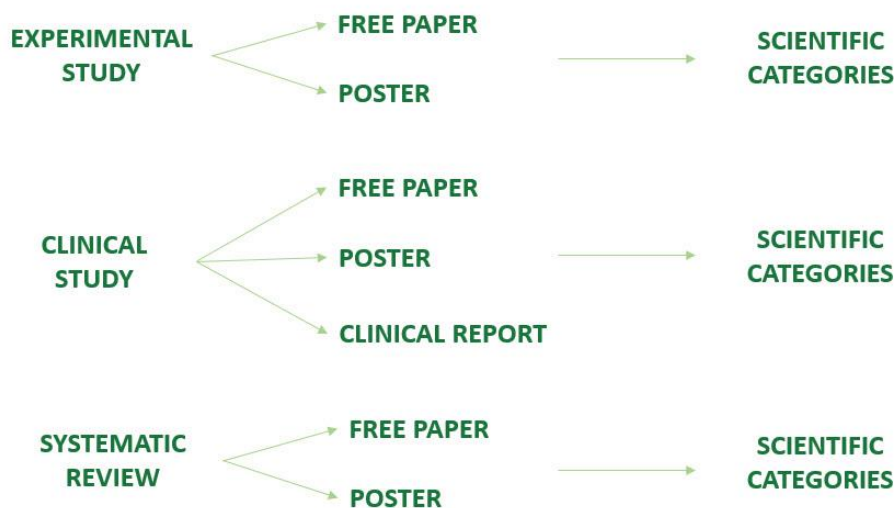 EXPERIMENTAL
STUDY
FREE PAPER
POSTER
SCIENTIFIC
CATEGORIES
CLINICAL
STUDY
FREE PAPER
POSTER
CLINICAL REPORT
SCIENTIFIC
CATEGORIES
SYSTEMATIC
REVIEW
FREE PAPER
POSTER
SCIENTIFIC
CATEGORIES